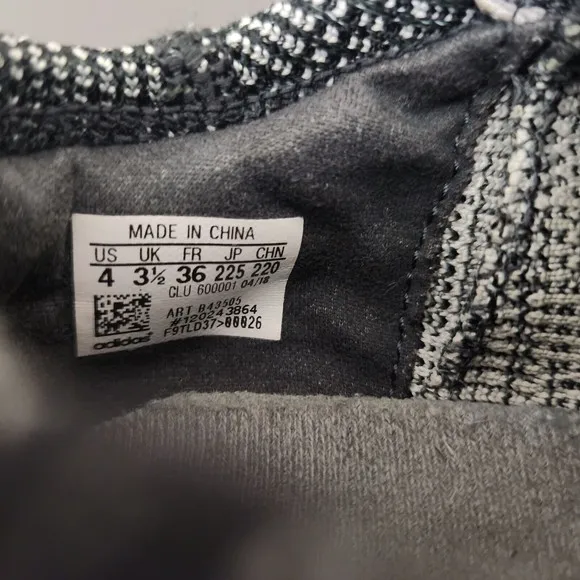 MADE IN CHINA
US UK FR JP CHN
4 3½ 36 225 220
CLU 600001 04/18
ART B43505
#120243864
F9TLD37>00026
adidas